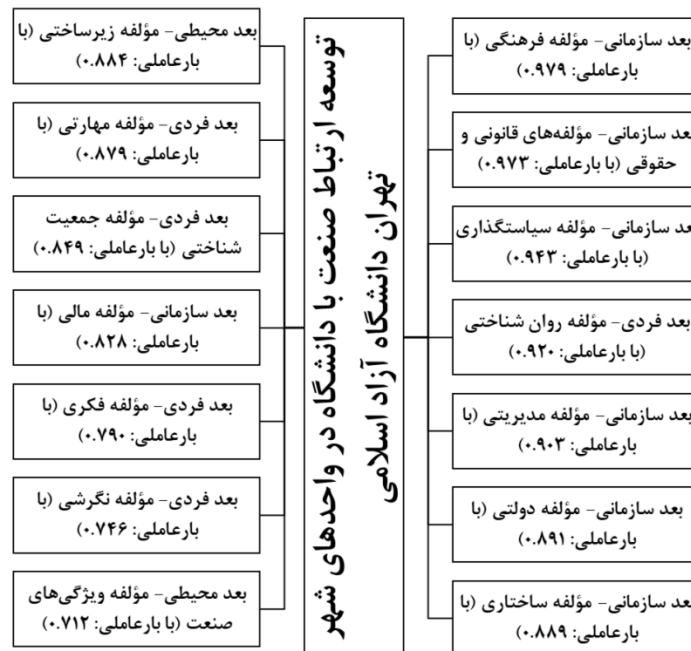 بعد سازمانی- مؤلفه فرهنگی (با
بارعاملی: ۰.۹۷۹)
بعد سازمانی- مؤلفه‌های قانونی و
حقوقی (با بارعاملی: ۰.۹۷۳)
بعد سازمانی- مؤلفه سیاستگذاری
(با بارعاملی: ۰.۹۴۳)
بعد فردی- مؤلفه روان شناختی
(با بارعاملی: ۰.۹۲۰)
بعد سازمانی- مؤلفه مدیریتی (با
بارعاملی: ۰.۹۰۳)
بعد سازمانی- مؤلفه دولتی (با
بارعاملی: ۰.۸۹۱)
بعد سازمانی- مؤلفه ساختاری (با
بارعاملی: ۰.۸۸۹)
توسعه ارتباط صنعت با دانشگاه در واحدهای شهر
تهران دانشگاه آزاد اسلامی
بعد محیطی- مؤلفه زیرساختی (با
بارعاملی: ۰.۸۸۴)
بعد فردی- مؤلفه مهارتی (با
بارعاملی: ۰.۸۷۹)
بعد فردی- مؤلفه جمعیت
شناختی (با بارعاملی: ۰.۸۴۹)
بعد سازمانی- مؤلفه مالی (با
بارعاملی: ۰.۸۲۸)
بعد فردی- مؤلفه فکری (با
بارعاملی: ۰.۷۹۰)
بعد فردی- مؤلفه نگرشی (با
بارعاملی: ۰.۷۴۶)
بعد محیطی- مؤلفه ویژگی‌های
صنعت (با بارعاملی: ۰.۷۱۲)